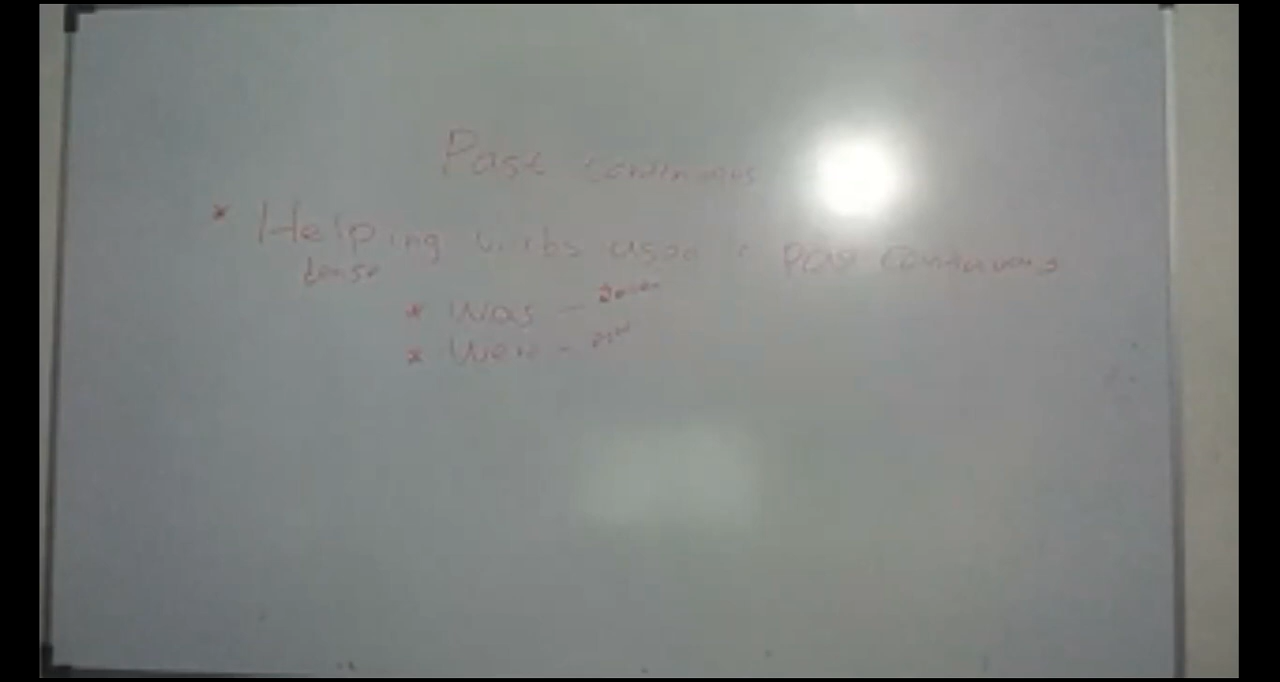 Past continuous
* Helping verbs used in Past continuous
tense
* Was -
* Were -